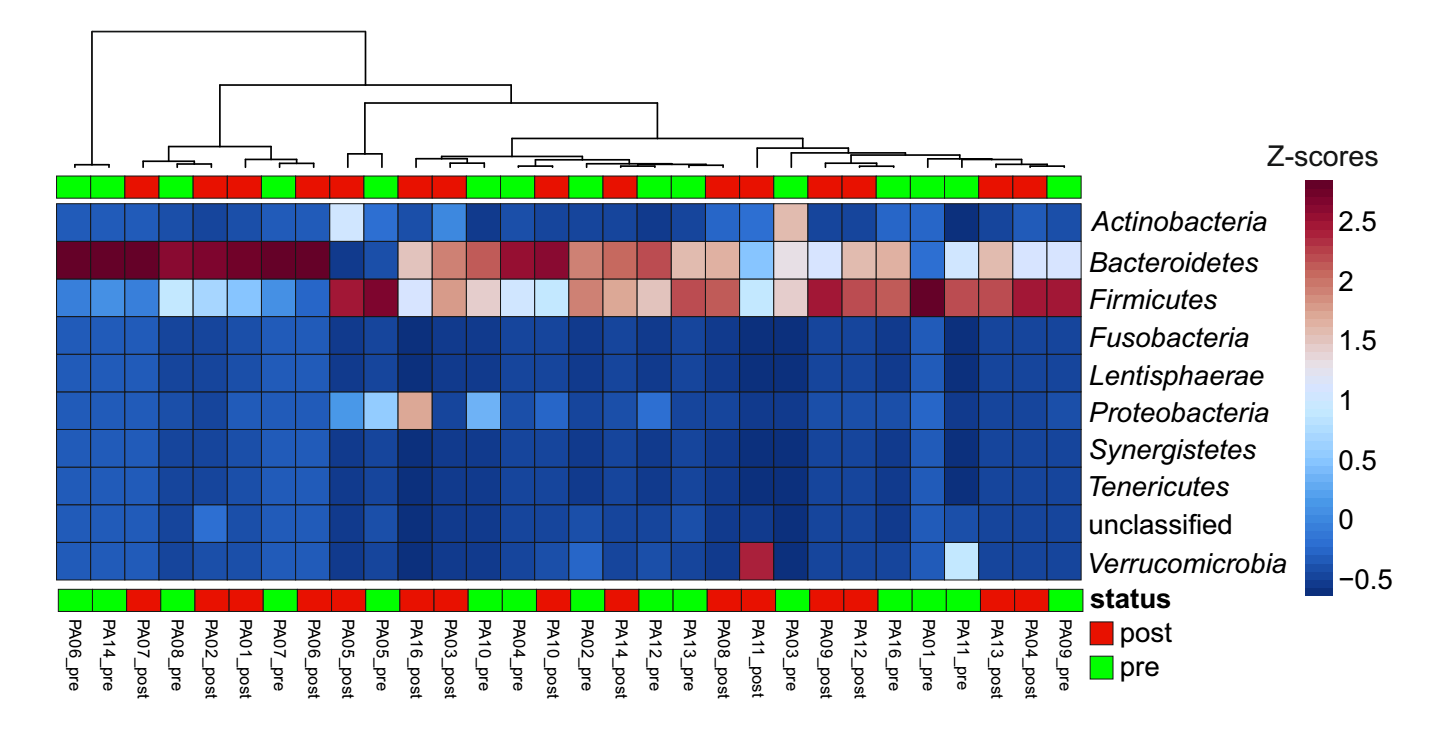 Z-scores
2.5
2
1.5
1
0.5
0
−0.5
Actinobacteria
Bacteroidetes
Firmicutes
Fusobacteria
Lentisphaerae
Proteobacteria
Synergistetes
Tenericutes
unclassified
Verrucomicrobia
status
post
pre
PA06_pre
PA14_pre
PA07_post
PA08_pre
PA02_post
PA01_post
PA07_pre
PA06_post
PA05_post
PA05_pre
PA16_post
PA03_post
PA10_pre
PA04_pre
PA10_post
PA02_pre
PA14_post
PA12_pre
PA13_pre
PA08_post
PA11_post
PA03_pre
PA09_post
PA12_post
PA16_pre
PA01_pre
PA11_pre
PA13_post
PA04_post
PA09_pre